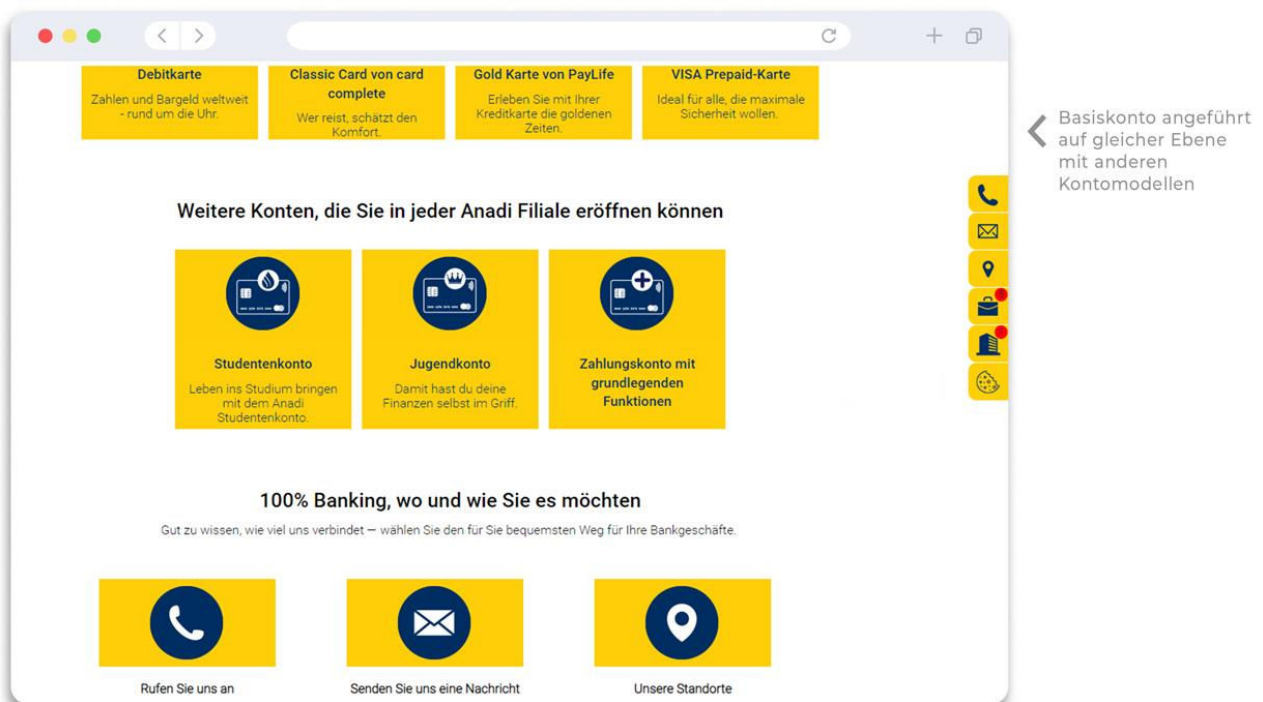 Debitkarte
Zahlen und Bargeld weltweit
- rund um die Uhr.
Classic Card von card
complete
Wer reist, schätzt den
Komfort.
Gold Karte von PayLife
Erleben Sie mit Ihrer
Kreditkarte die goldenen
Zeiten.
VISA Prepaid-Karte
Ideal für alle, die maximale
Sicherheit wollen.
Basiskonto angeführt
auf gleicher Ebene
mit anderen
Kontomodellen
Weitere Konten, die Sie in jeder Anadi Filiale eröffnen können
Studentenkonto
Leben ins Studium bringen
mit dem Anadi
Studentenkonto.
Jugendkonto
Damit hast du deine
Finanzen selbst im Griff.
Zahlungskonto mit
grundlegenden
Funktionen
100% Banking, wo und wie Sie es möchten
Gut zu wissen, wie viel uns verbindet — wählen Sie den für Sie bequemsten Weg für Ihre Bankgeschäfte.
Rufen Sie uns an
Senden Sie uns eine Nachricht
Unsere Standorte